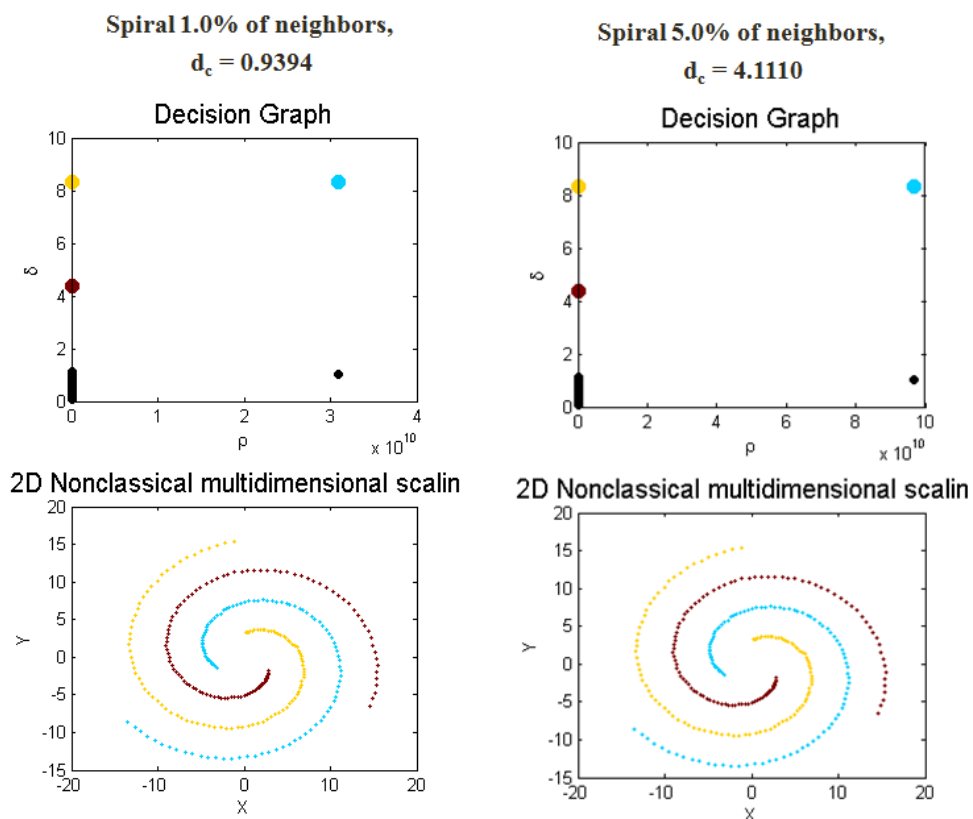 Spiral 1.0% of neighbors,
d_c = 0.9394
Decision Graph
10
8
6
4
2
0
δ
0 1 2 3 4
ρ
x 10^10
2D Nonclassical multidimensional scalin
20
15
10
5
0
-5
-10
-15
Y
-20 -10 0 10 20
X
Spiral 5.0% of neighbors,
d_c = 4.1110
Decision Graph
10
8
6
4
2
0
δ
0 2 4 6 8 10
ρ
x 10^10
2D Nonclassical multidimensional scalin
20
15
10
5
0
-5
-10
-15
Y
-20 -10 0 10 20
X